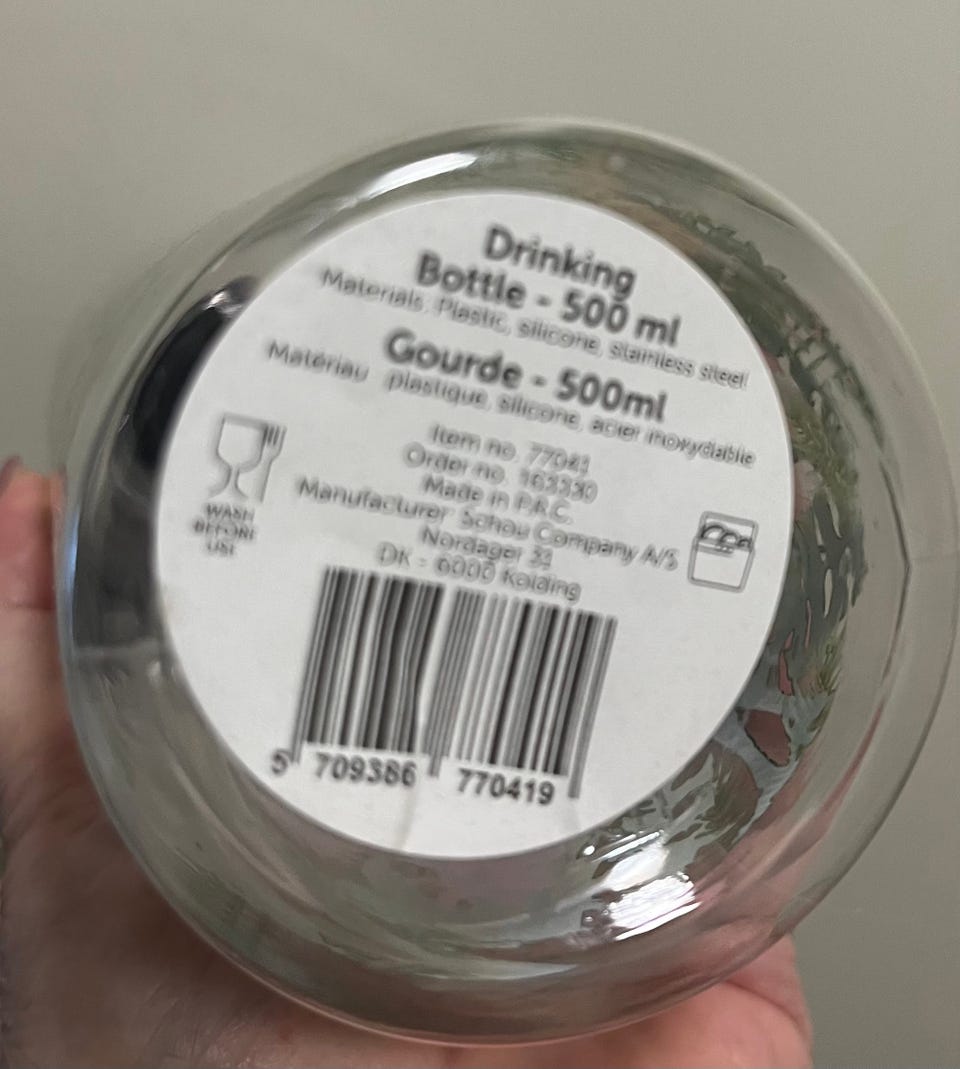 Drinking
Bottle - 500 ml
Materials: Plastic, silicone, stainless steel
Gourde - 500ml
Matériau : plastique, silicone, acier inoxydable
Item no. 77041
Order no. 163330
Made in P.R.C.
Manufacturer: Schou Company A/S
Nordager 31
DK - 6000 Kolding
WASH
BEFORE
USE
5 709386 770419